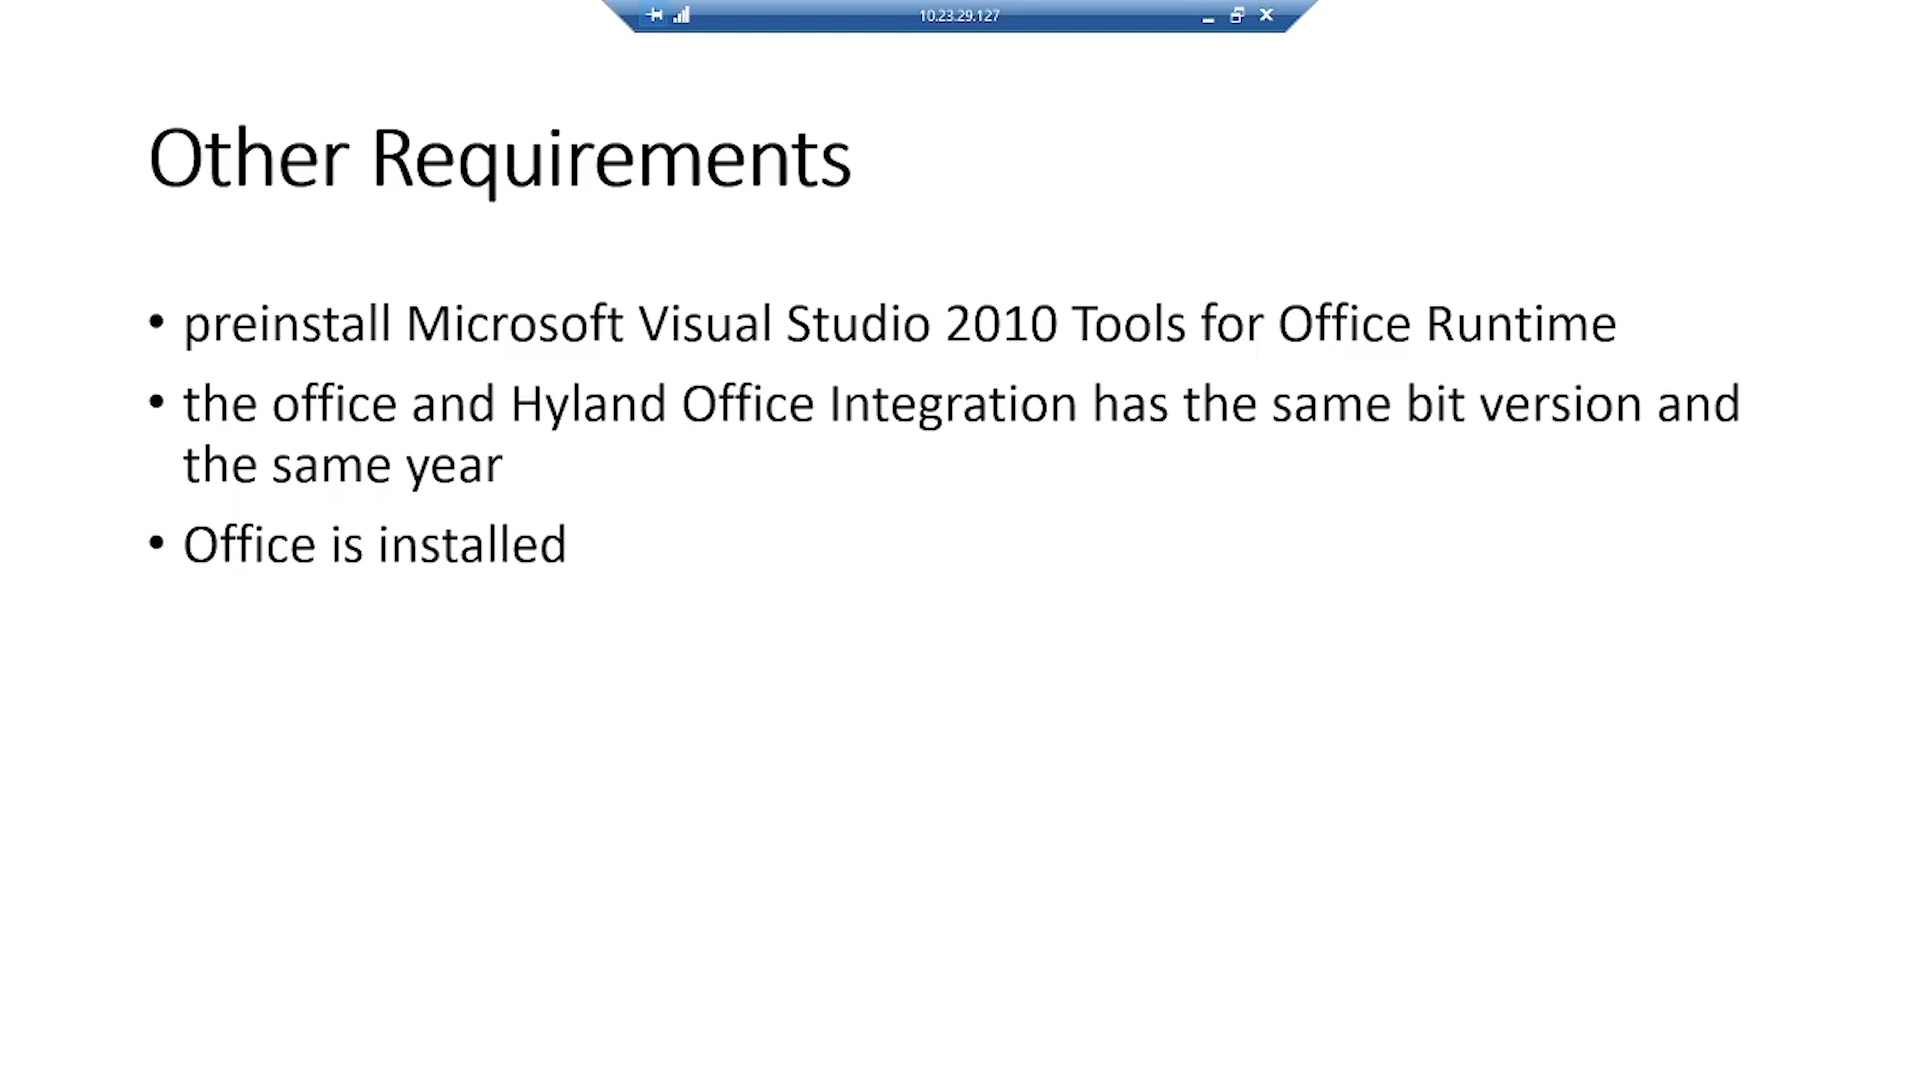 10.23.29.127
Other Requirements
• preinstall Microsoft Visual Studio 2010 Tools for Office Runtime
• the office and Hyland Office Integration has the same bit version and
the same year
• Office is installed